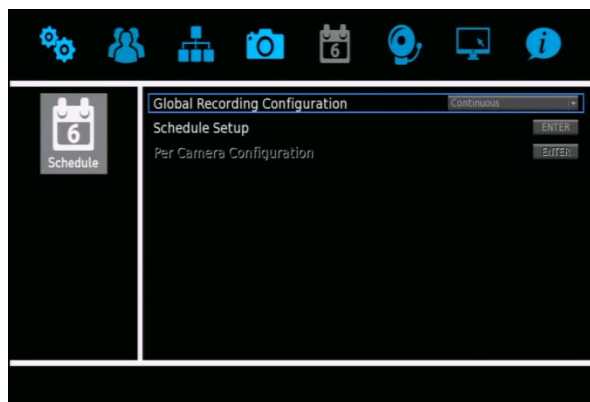 6
i
6
Schedule
Global Recording Configuration Continuous
Schedule Setup ENTER
Per Camera Configuration ENTER